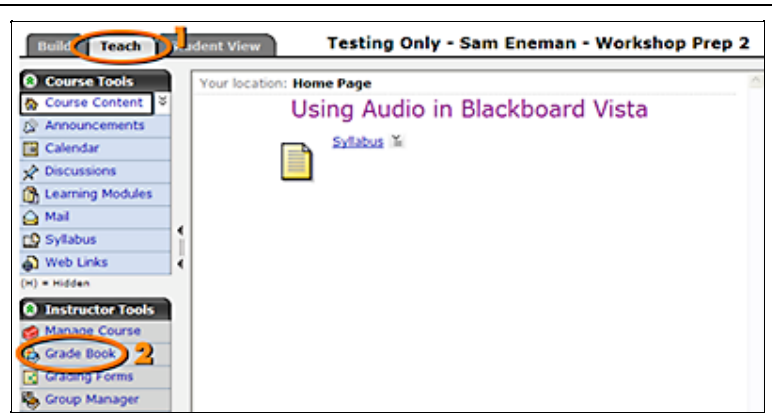 Build Teach Student View Testing Only - Sam Eneman - Workshop Prep 2
1
Course Tools
Your location: Home Page
Course Content
Using Audio in Blackboard Vista
Announcements
Syllabus
Calendar
Discussions
Learning Modules
Mail
Syllabus
Web Links
(H) = Hidden
Instructor Tools
Manage Course
Grade Book 2
Grading Forms
Group Manager